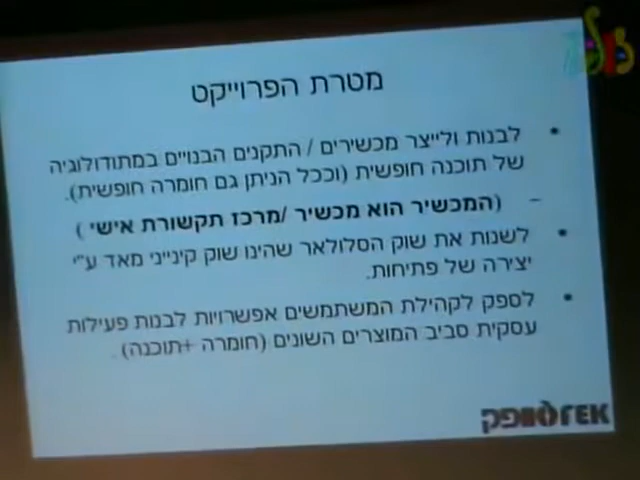 מטרת הפרוייקט
• לבנות ולייצר מכשירים / התקנים הבנויים במתודולוגיה
של תוכנה חופשית (וככל הניתן גם חומרה חופשית).
– (המכשיר הוא מכשיר /מרכז תקשורת אישי )
• לשנות את שוק הסלולאר שהינו שוק קינייני מאד ע"י
יצירה של פתיחות.
• לספק לקהילת המשתמשים אפשרויות לבנות פעילות
עסקית סביב המוצרים השונים (חומרה +תוכנה).